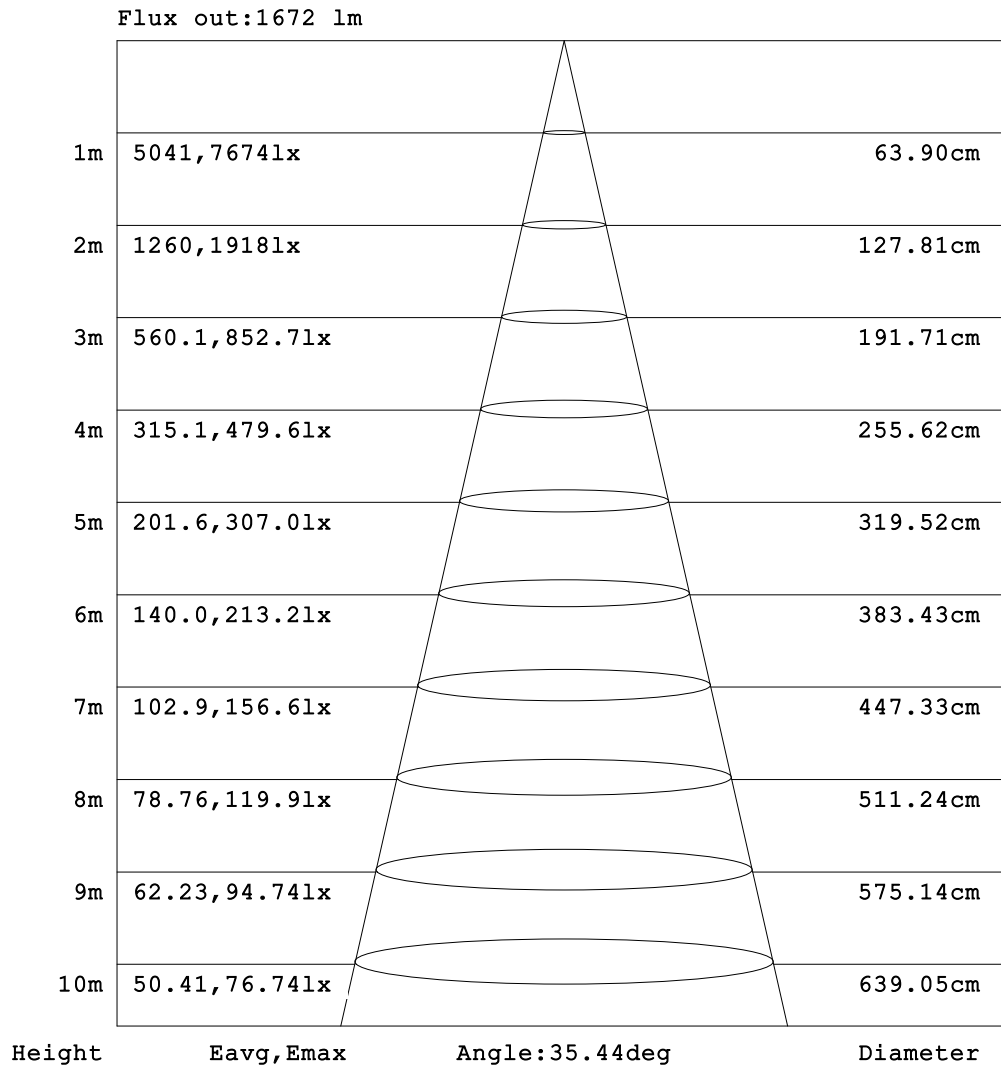 Flux out:1672 lm
1m 5041,7674lx 63.90cm
2m 1260,1918lx 127.81cm
3m 560.1,852.7lx 191.71cm
4m 315.1,479.6lx 255.62cm
5m 201.6,307.0lx 319.52cm
6m 140.0,213.2lx 383.43cm
7m 102.9,156.6lx 447.33cm
8m 78.76,119.9lx 511.24cm
9m 62.23,94.74lx 575.14cm
10m 50.41,76.74lx 639.05cm
Height Eavg,Emax Angle:35.44deg Diameter